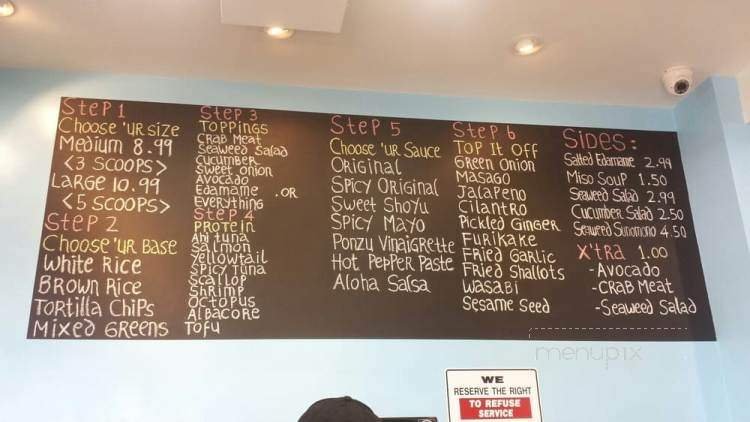 STEP 1
Choose 'ur size
Medium 8.99
<3 SCOOPS>
Large 10.99
<5 SCOOPS>
STEP 2
Choose 'ur Base
White Rice
Brown Rice
Tortilla Chips
Mixed Greens
STEP 3
TOPPINGS
Crab Meat
Seaweed Salad
Cucumber
Sweet Onion
Avocado
Edamame .OR
Everything
STEP 4
PROTEIN
Ahi Tuna
Salmon
Yellowtail
Spicy Tuna
Scallop
Shrimp
Octopus
Albacore
Tofu
STEP 5
Choose 'ur Sauce
Original
Spicy Original
Sweet Shoyu
Spicy Mayo
Ponzu Vinaigrette
Hot Pepper Paste
Aloha Salsa
STEP 6
Top It Off
Green Onion
Masago
Jalapeno
Cilantro
Pickled Ginger
Furikake
Fried Garlic
Fried Shallots
Wasabi
Sesame Seed
SIDES:
Salted Edamame 2.99
Miso Soup 1.50
Seaweed Salad 2.99
Cucumber Salad 2.50
Seaweed Sunomono 4.50
X'tra 1.00
-Avocado
-Crab Meat
-Seaweed Salad
menupix
WE
RESERVE THE RIGHT
TO REFUSE
SERVICE